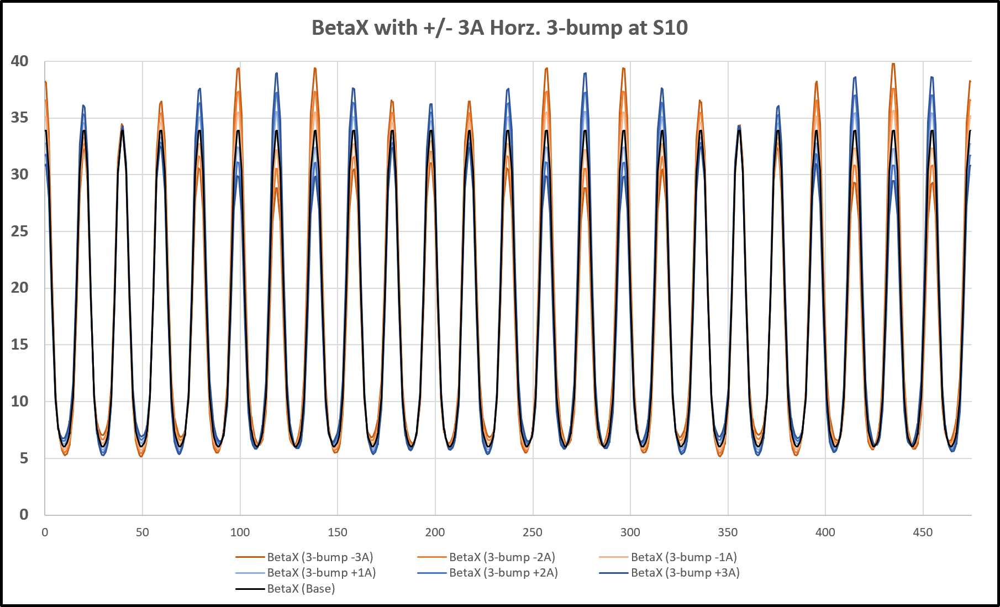 BetaX with +/- 3A Horz. 3-bump at S10
40
35
30
25
20
15
10
5
0
0 50 100 150 200 250 300 350 400 450
BetaX (3-bump -3A) BetaX (3-bump -2A) BetaX (3-bump -1A)
BetaX (3-bump +1A) BetaX (3-bump +2A) BetaX (3-bump +3A)
BetaX (Base)